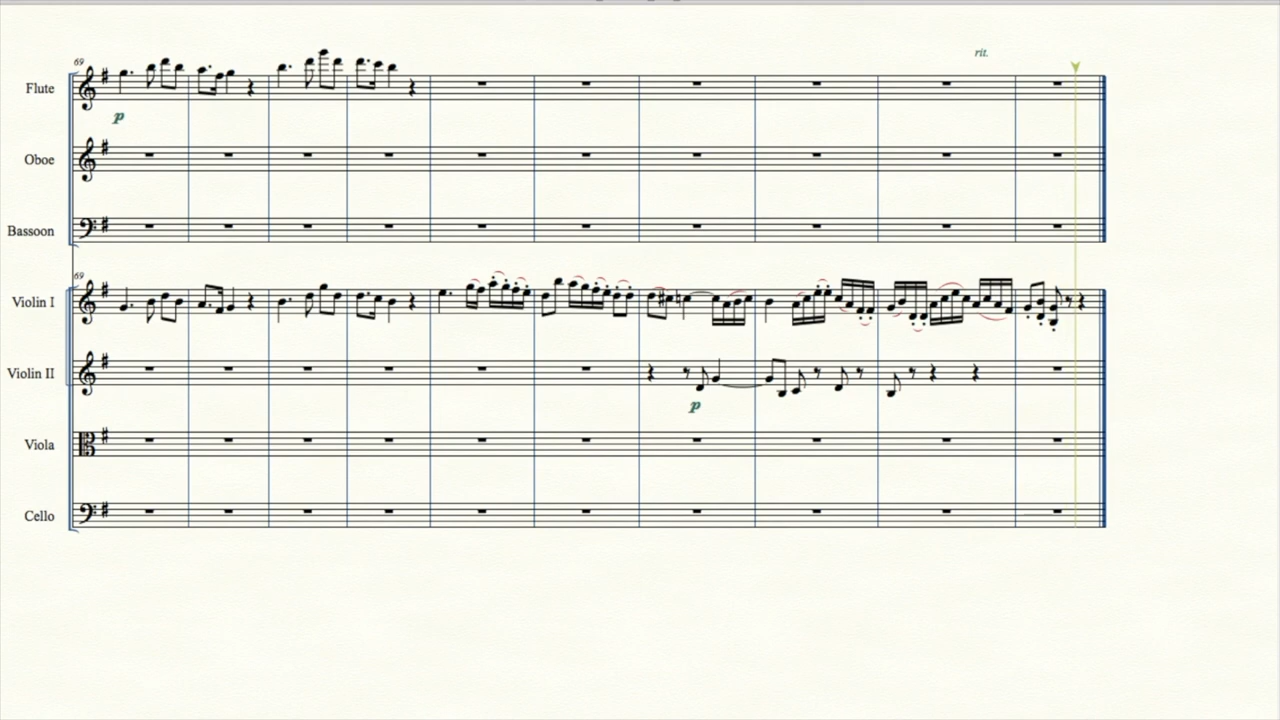 rit.
69
Flute
p
Oboe
Bassoon
69
Violin I
Violin II
p
Viola
Cello